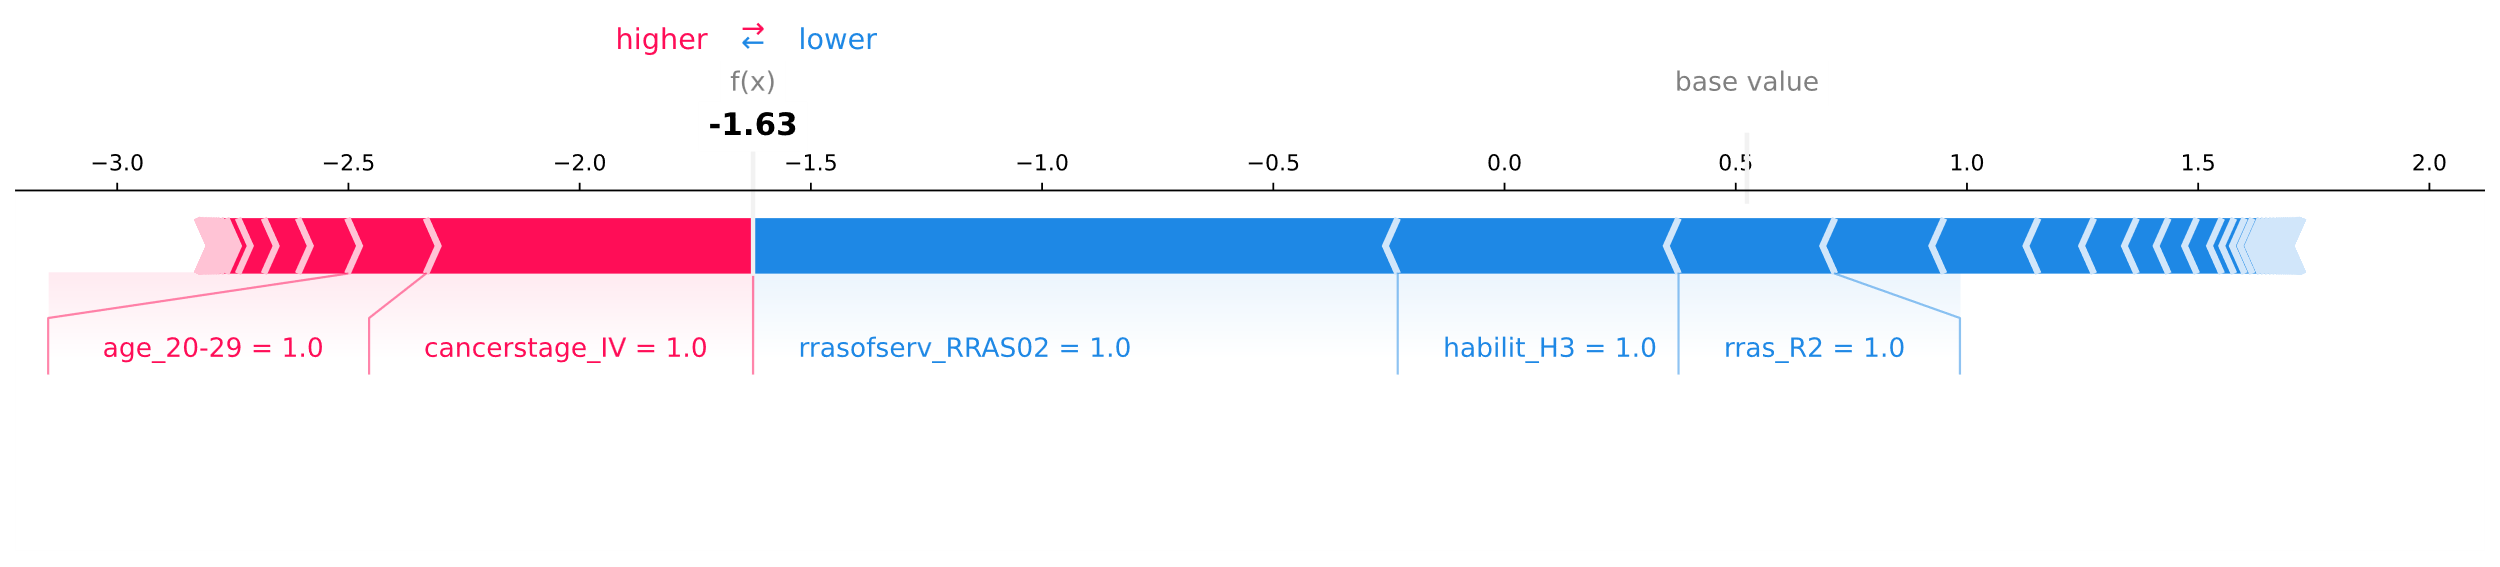 higher ⇄ lower
f(x) base value
-1.63
−3.0 −2.5 −2.0 −1.5 −1.0 −0.5 0.0 0.5 1.0 1.5 2.0
age_20-29 = 1.0 cancerstage_IV = 1.0 rrasofserv_RRAS02 = 1.0 habilit_H3 = 1.0 rras_R2 = 1.0